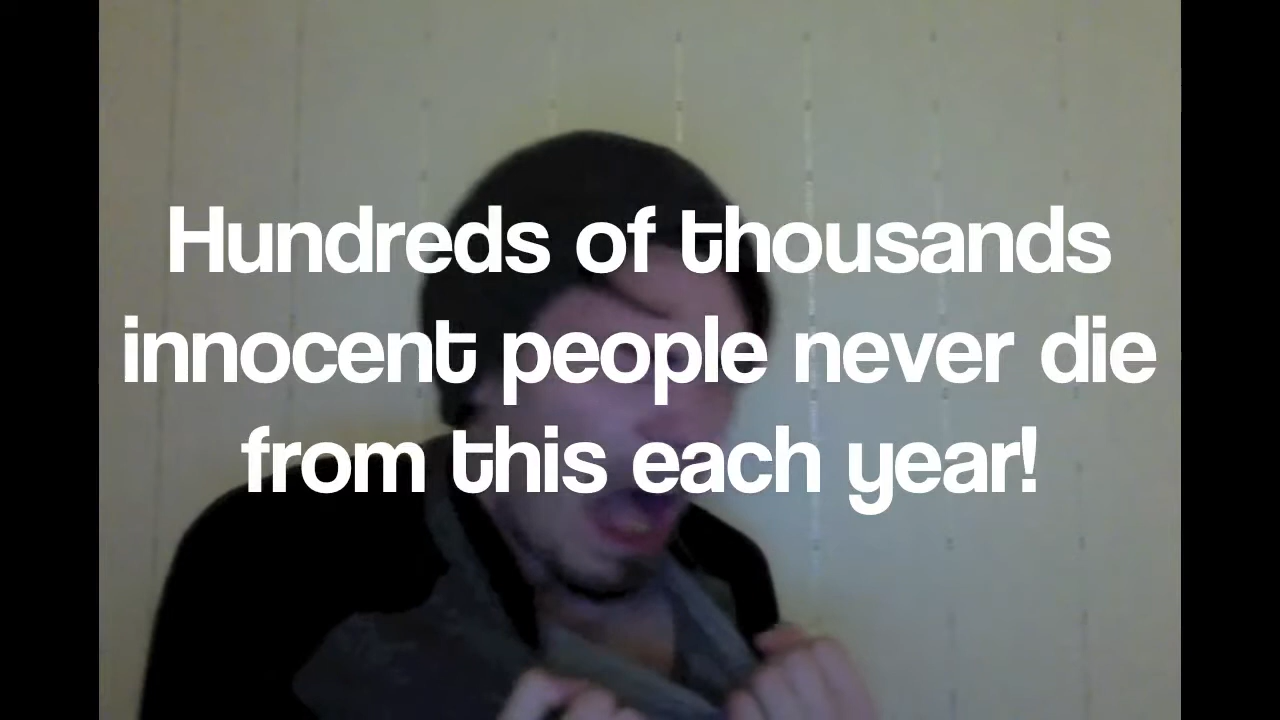 Hundreds of thousands
innocent people never die
from this each year!